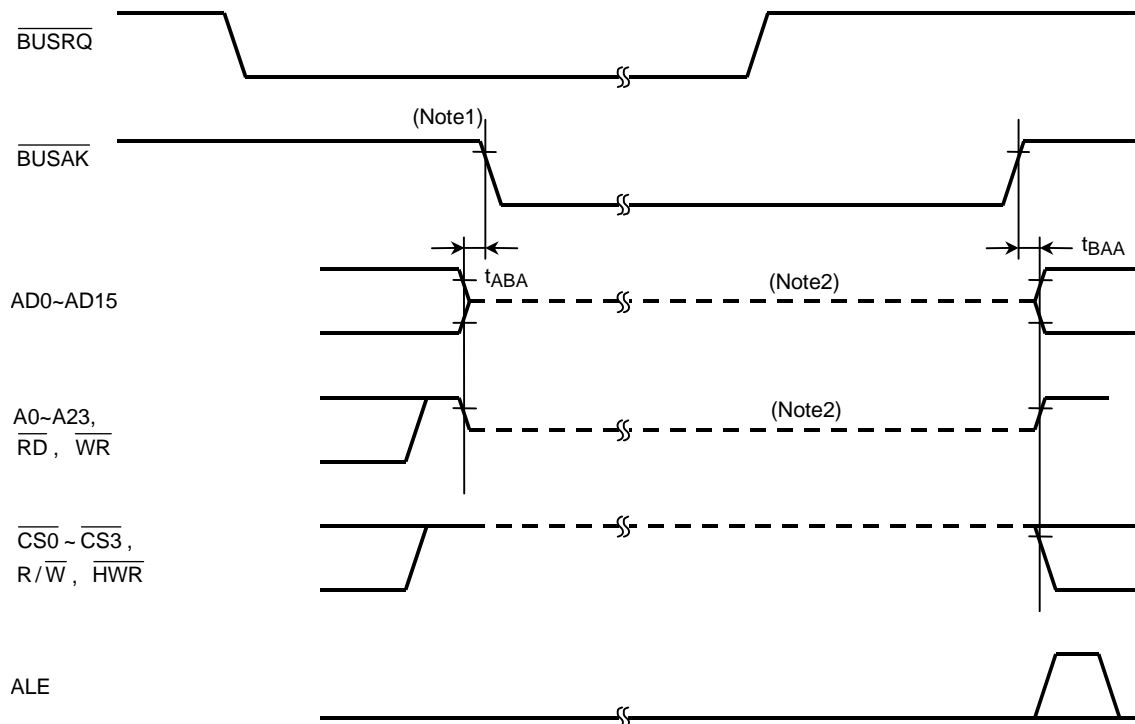 BUSRQ
(Note1)
BUSAK
tABA
tBAA
AD0~AD15
(Note2)
A0~A23,
RD , WR
(Note2)
CS0 ~ CS3 ,
R/W , HWR
ALE